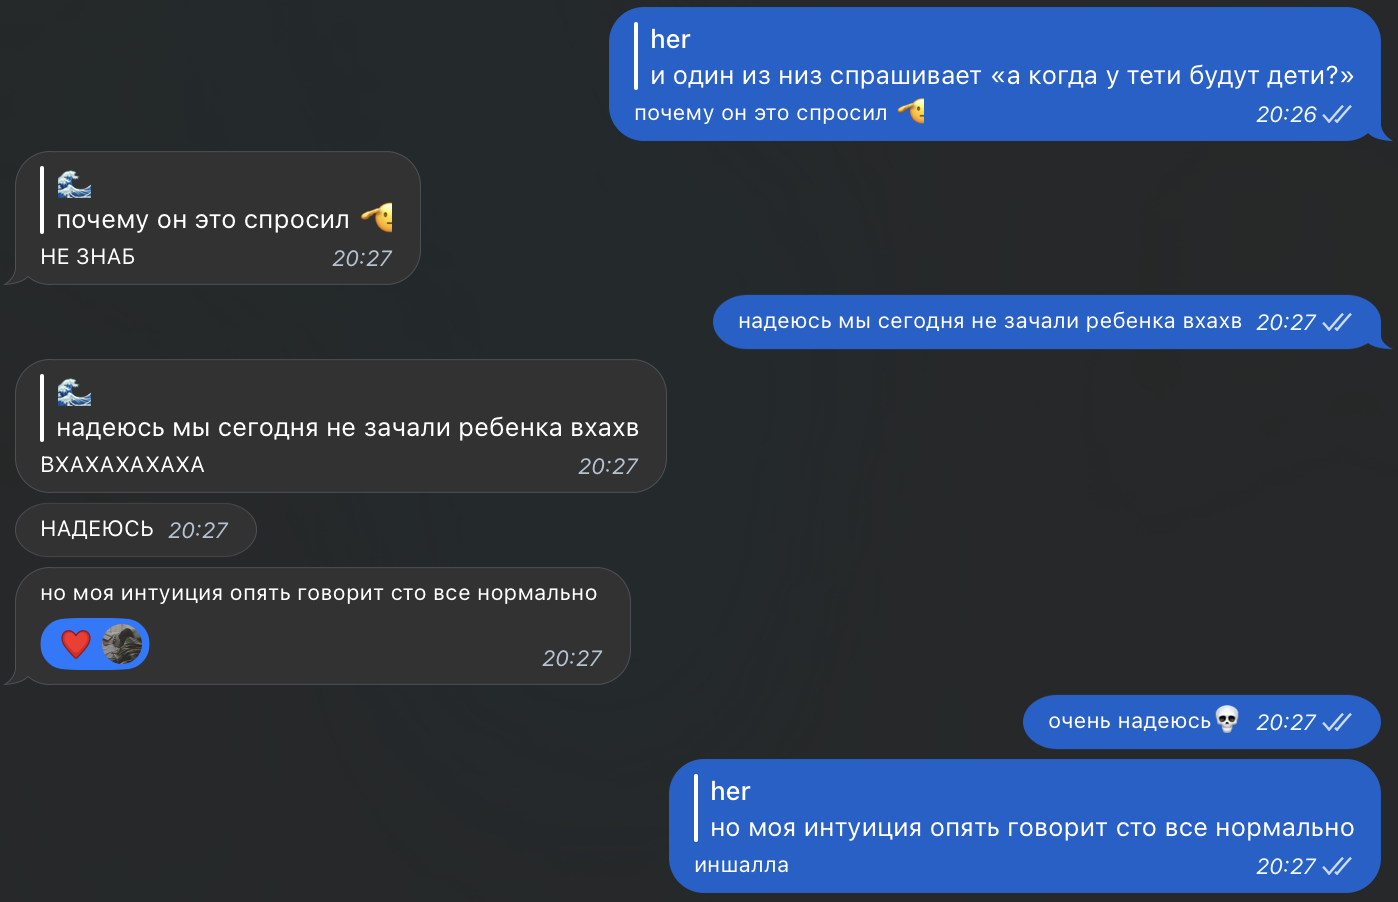 her
и один из низ спрашивает «а когда у тети будут дети?»
почему он это спросил 🫡
20:26
🌊
почему он это спросил 🫡
НЕ ЗНАБ
20:27
надеюсь мы сегодня не зачали ребенка вхахв 20:27
🌊
надеюсь мы сегодня не зачали ребенка вхахв
ВХАХАХАХАХА
20:27
НАДЕЮСЬ 20:27
но моя интуиция опять говорит сто все нормально
❤️
20:27
очень надеюсь💀 20:27
her
но моя интуиция опять говорит сто все нормально
иншалла
20:27